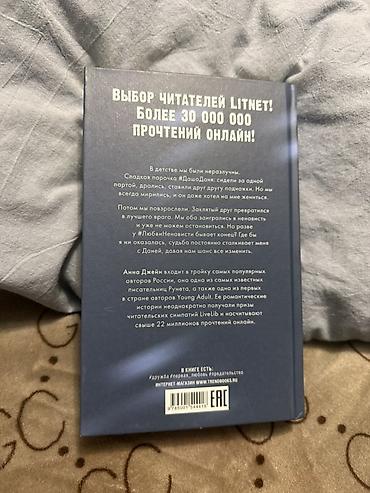 Выбор читателей Litnet!
Более 30 000 000
прочтений онлайн!
В детстве мы были неразлучны.
Сладкая парочка #ДашаДаня: сидели за одной
партой, дрались, ставили друг другу подножки. Но мы
всегда мирились, и он даже хотел на мне жениться.
Потом мы повзрослели. Заклятый друг превратился
в лучшего врага. Мы оба заигрались в ненависть
и уже не можем остановиться. Но разве
у #ЛюбвиНенависти бывает конец? Где бы
я ни оказалась, судьба постоянно сталкивает меня
с Даней, давая нам шанс все изменить.
Анна Джейн входит в тройку самых популярных
авторов России, она одна из самых известных
писательниц Рунета, а также одна из первых
в стране авторов Young Adult. Ее романтические
истории неоднократно получали призы
читательских симпатий LiveLib и насчитывают
свыше 22 миллионов прочтений онлайн.
В КНИГЕ ЕСТЬ:
#дружба #первая_любовь #предательство
ИНТЕРНЕТ-МАГАЗИН WWW.TRENDBOOKS.RU
EAC